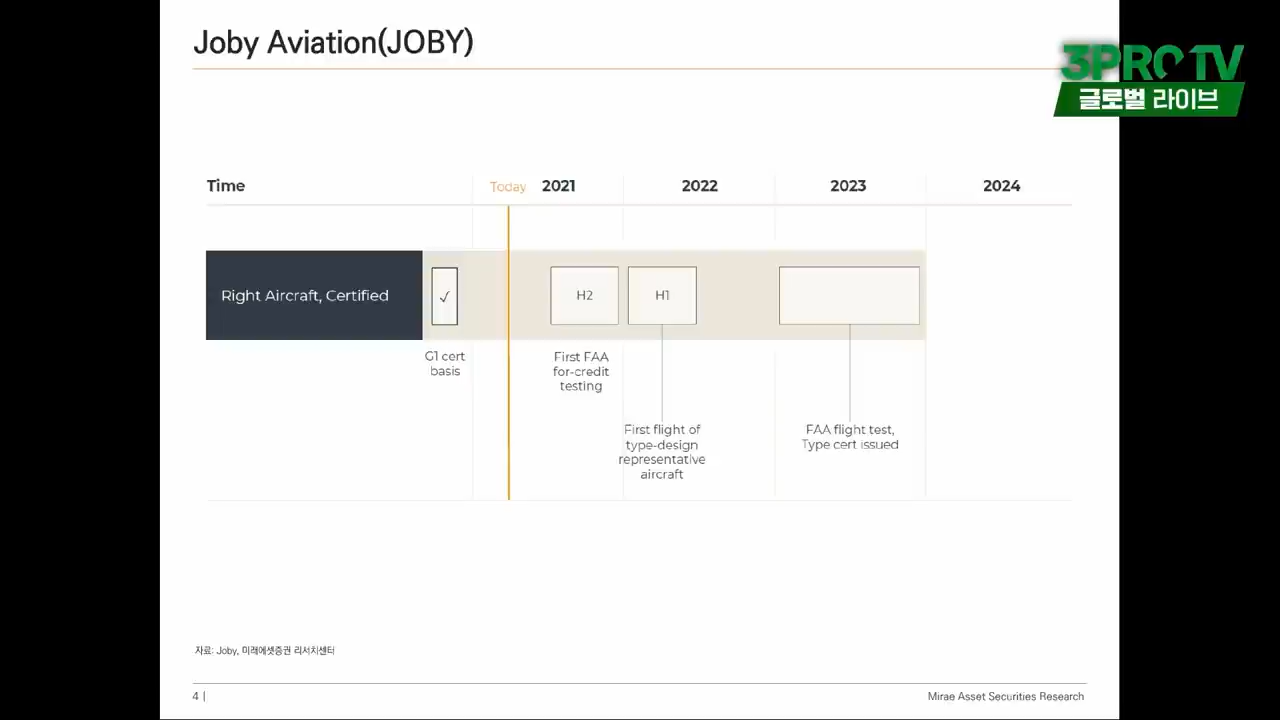 Joby Aviation(JOBY)
3PRO TV
글로벌 라이브
Time
Today
2021
2022
2023
2024
Right Aircraft, Certified
✓
H2
H1
G1 cert
basis
First FAA
for-credit
testing
First flight of
type-design
representative
aircraft
FAA flight test,
Type cert issued
자료: Joby, 미래에셋증권 리서치센터
4 |
Mirae Asset Securities Research